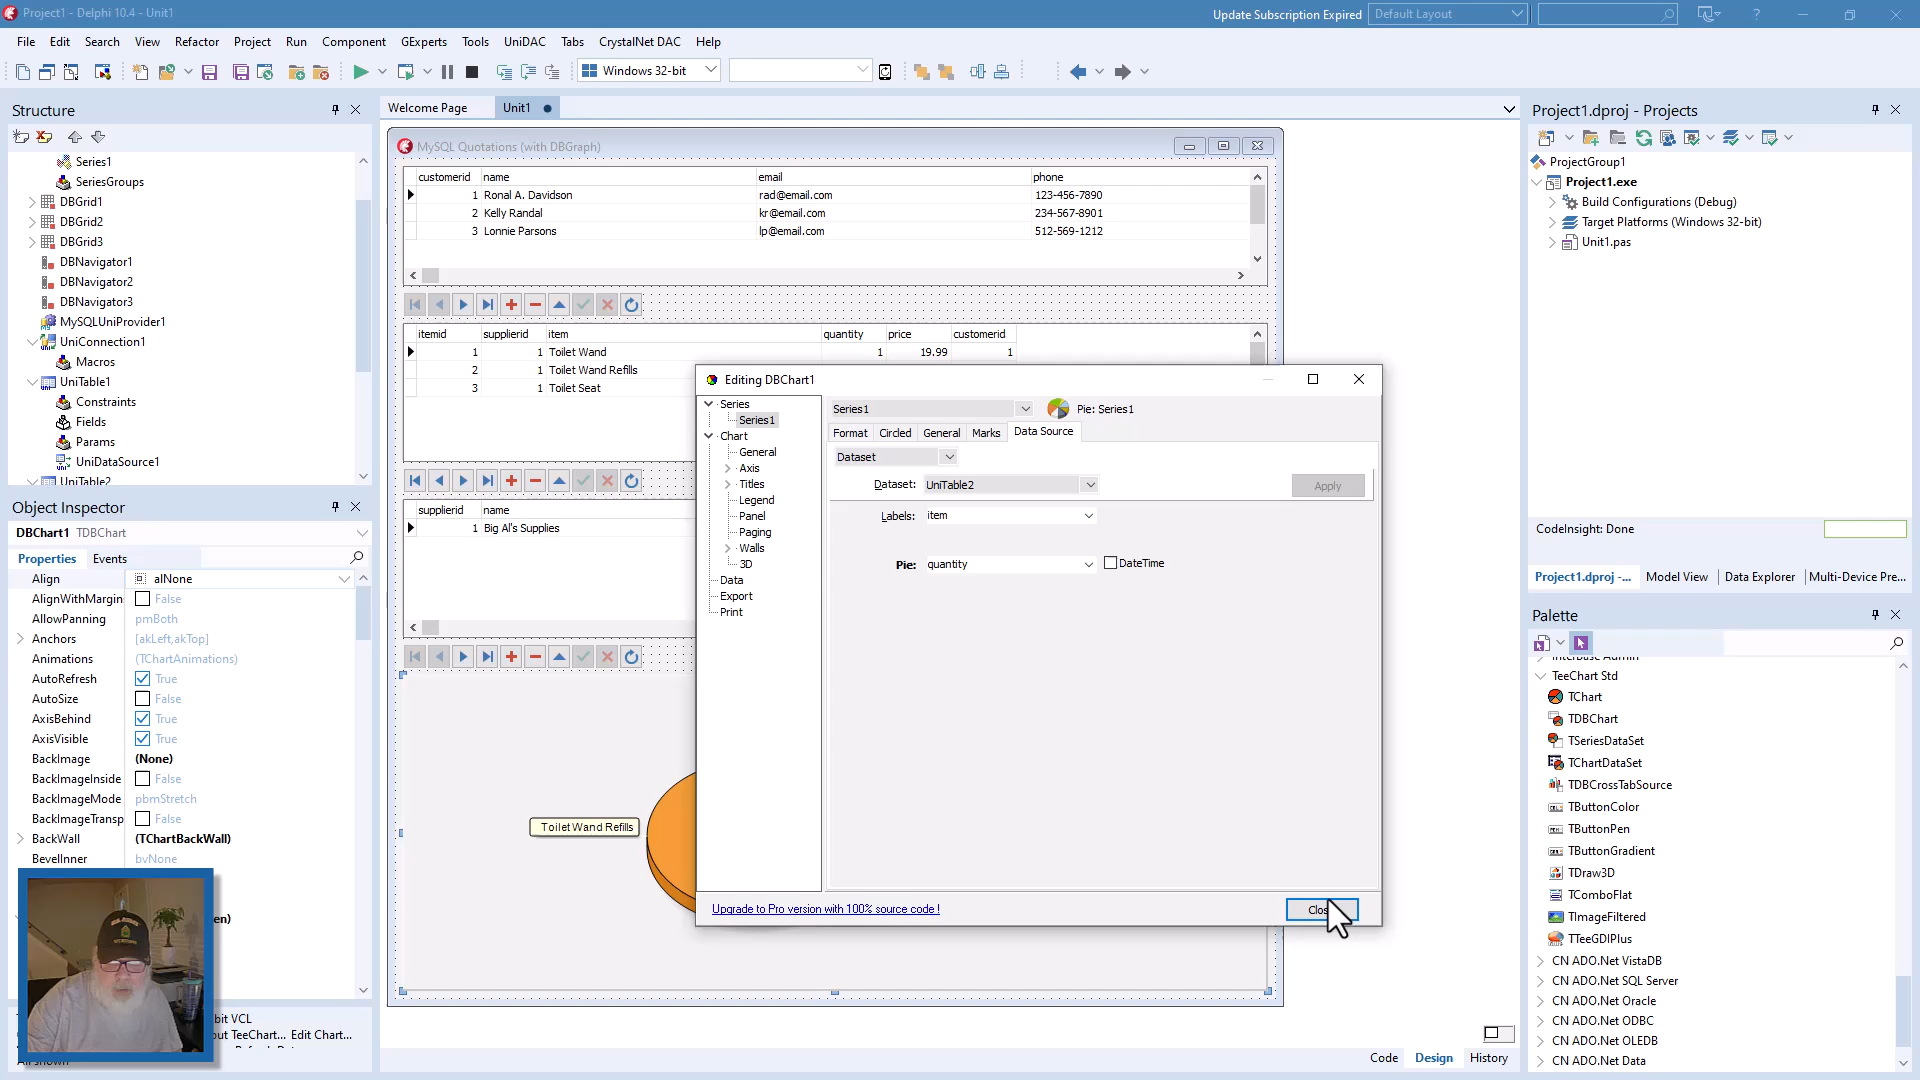 Project1 - Delphi 10.4 - Unit1
Update Subscription Expired
Default Layout
File Edit Search View Refactor Project Run Component GExperts Tools UniDAC Tabs CrystalNet DAC Help
Windows 32-bit
Structure
Series1
SeriesGroups
DBGrid1
DBGrid2
DBGrid3
DBNavigator1
DBNavigator2
DBNavigator3
MySQLUniProvider1
UniConnection1
Macros
UniTable1
Constraints
Fields
Params
UniDataSource1
UniTable2
Object Inspector
DBChart1 TDBChart
Properties Events
Align alNone
AlignWithMargin False
AllowPanning pmBoth
Anchors [akLeft,akTop]
Animations (TChartAnimations)
AutoRefresh True
AutoSize False
AxisBehind True
AxisVisible True
BackImage (None)
BackImageInside False
BackImageMode pbmStretch
BackImageTransp False
BackWall (TChartBackWall)
BevelInner bvNone
en)
bit VCL
out TeeChart... Edit Chart...
Welcome Page Unit1
MySQL Quotations (with DBGraph)
customerid name email phone
1 Ronal A. Davidson rad@email.com 123-456-7890
2 Kelly Randal kr@email.com 234-567-8901
3 Lonnie Parsons lp@email.com 512-569-1212
itemid supplierid item quantity price customerid
1 1 Toilet Wand 1 19.99 1
2 1 Toilet Wand Refills
3 1 Toilet Seat
supplierid name
1 Big Al's Supplies
Toilet Wand Refills
Editing DBChart1
Series
Series1
Chart
General
Axis
Titles
Legend
Panel
Paging
Walls
3D
Data
Export
Print
Series1 Pie: Series1
Format Circled General Marks Data Source
Dataset
Dataset: UniTable2 Apply
Labels: item
Pie: quantity DateTime
Upgrade to Pro version with 100% source code !
Clos
Code Design History
Project1.dproj - Projects
ProjectGroup1
Project1.exe
Build Configurations (Debug)
Target Platforms (Windows 32-bit)
Unit1.pas
CodeInsight: Done
Project1.dproj -... Model View Data Explorer Multi-Device Pre...
Palette
InterBase Admin
TeeChart Std
TChart
TDBChart
TSeriesDataSet
TChartDataSet
TDBCrossTabSource
TButtonColor
TButtonPen
TButtonGradient
TDraw3D
TComboFlat
TImageFiltered
TTeeGDIPlus
CN ADO.Net VistaDB
CN ADO.Net SQL Server
CN ADO.Net Oracle
CN ADO.Net ODBC
CN ADO.Net OLEDB
CN ADO.Net Data